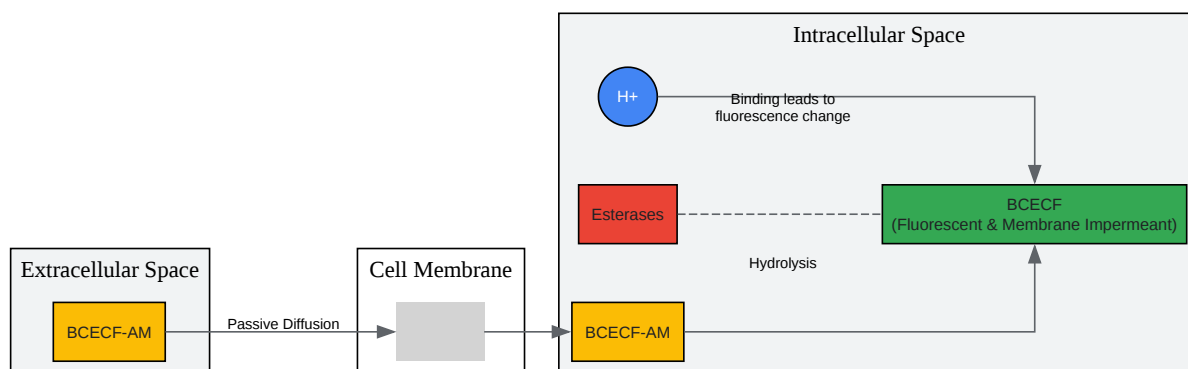 Intracellular Space
H+
Binding leads to
fluorescence change
Esterases
BCECF
(Fluorescent & Membrane Impermeant)
Hydrolysis
Extracellular Space
Cell Membrane
BCECF-AM
Passive Diffusion
BCECF-AM